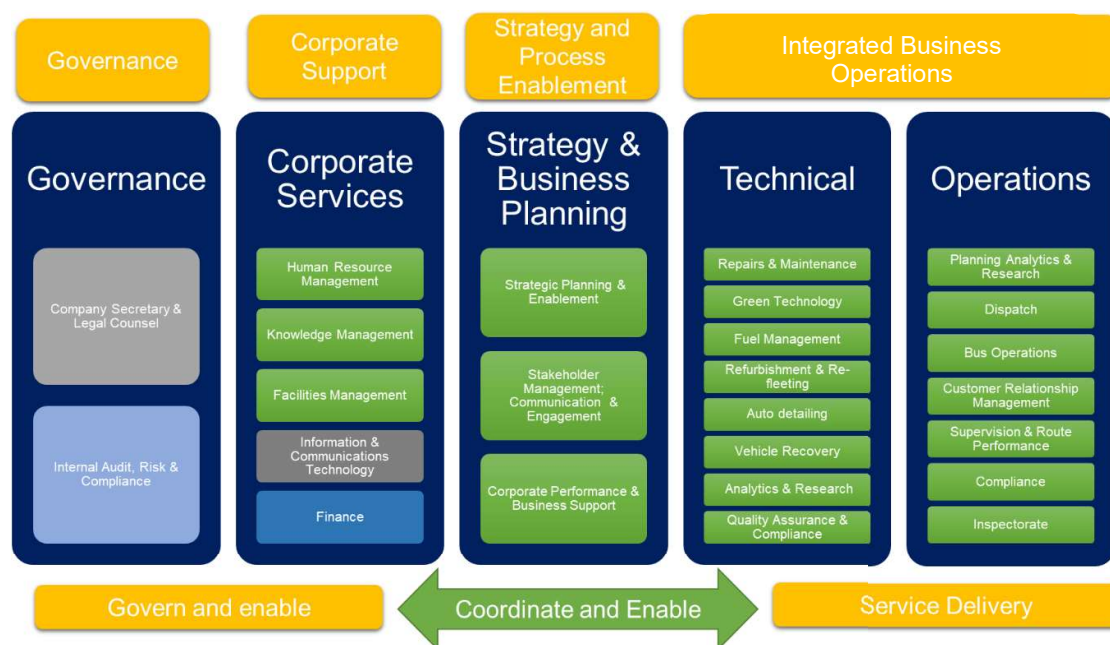 Governance
Corporate
Support
Strategy and
Process
Enablement
Integrated Business
Operations
Governance
Company Secretary &
Legal Counsel
Internal Audit, Risk &
Compliance
Corporate
Services
Human Resource
Management
Knowledge Management
Facilities Management
Information &
Communications
Technology
Finance
Strategy &
Business
Planning
Strategic Planning &
Enablement
Stakeholder
Management;
Communication &
Engagement
Corporate Performance &
Business Support
Technical
Repairs & Maintenance
Green Technology
Fuel Management
Refurbishment & Re-
fleeting
Auto detailing
Vehicle Recovery
Analytics & Research
Quality Assurance &
Compliance
Operations
Planning Analytics &
Research
Dispatch
Bus Operations
Customer Relationship
Management
Supervision & Route
Performance
Compliance
Inspectorate
Govern and enable
Coordinate and Enable
Service Delivery